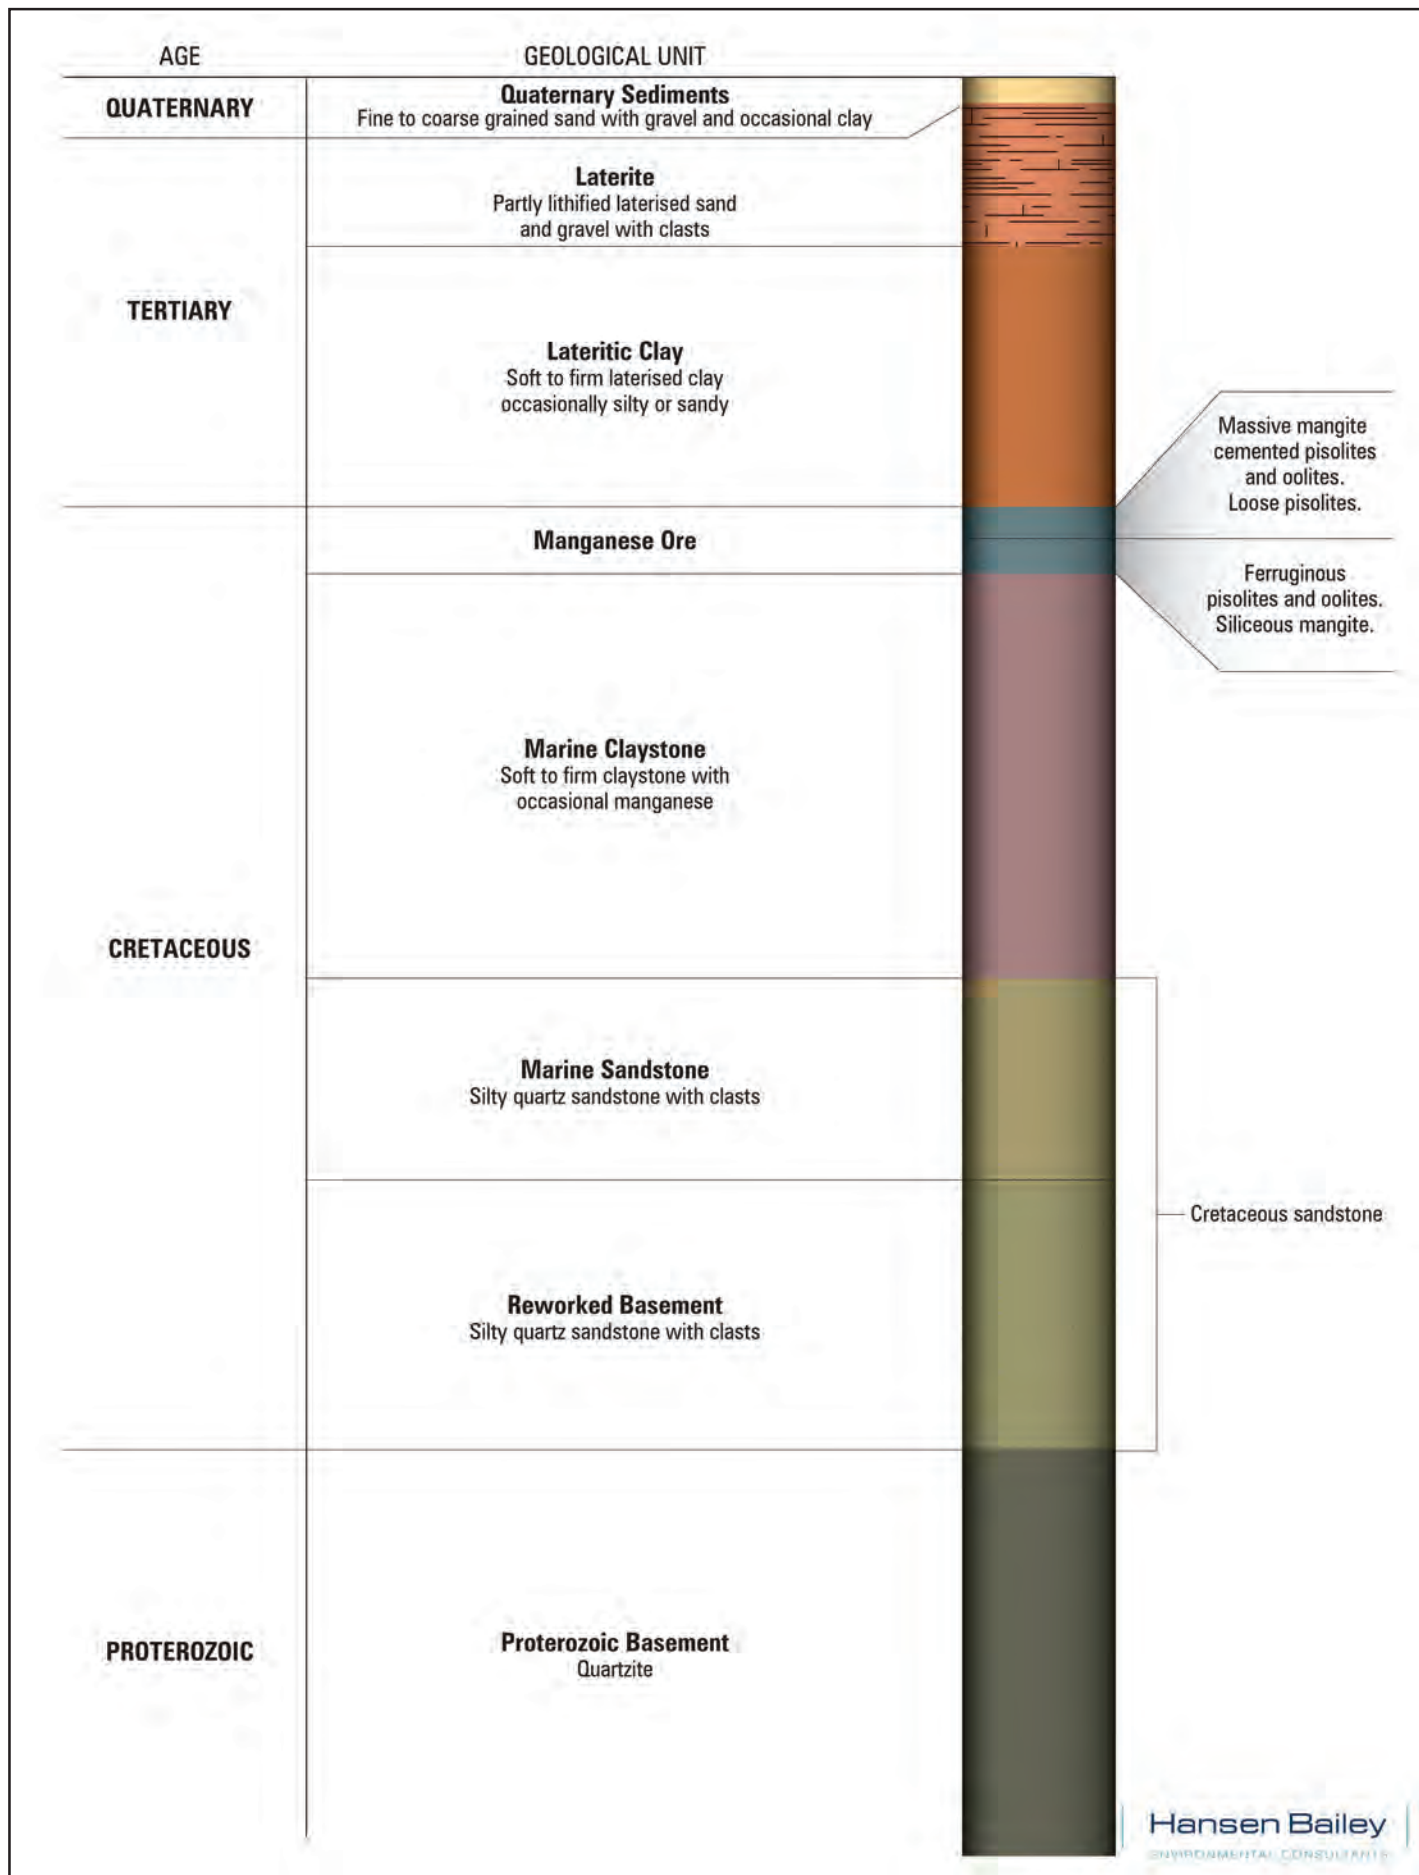 AGE
GEOLOGICAL UNIT
QUATERNARY
Quaternary Sediments
Fine to coarse grained sand with gravel and occasional clay
Laterite
Partly lithified laterised sand
and gravel with clasts
TERTIARY
Lateritic Clay
Soft to firm laterised clay
occasionally silty or sandy
Massive mangite
cemented pisolites
and oolites.
Loose pisolites.
Manganese Ore
Ferruginous
pisolites and oolites.
Siliceous mangite.
Marine Claystone
Soft to firm claystone with
occasional manganese
CRETACEOUS
Marine Sandstone
Silty quartz sandstone with clasts
Cretaceous sandstone
Reworked Basement
Silty quartz sandstone with clasts
PROTEROZOIC
Proterozoic Basement
Quartzite
Hansen Bailey
ENVIRONMENTAL CONSULTANTS